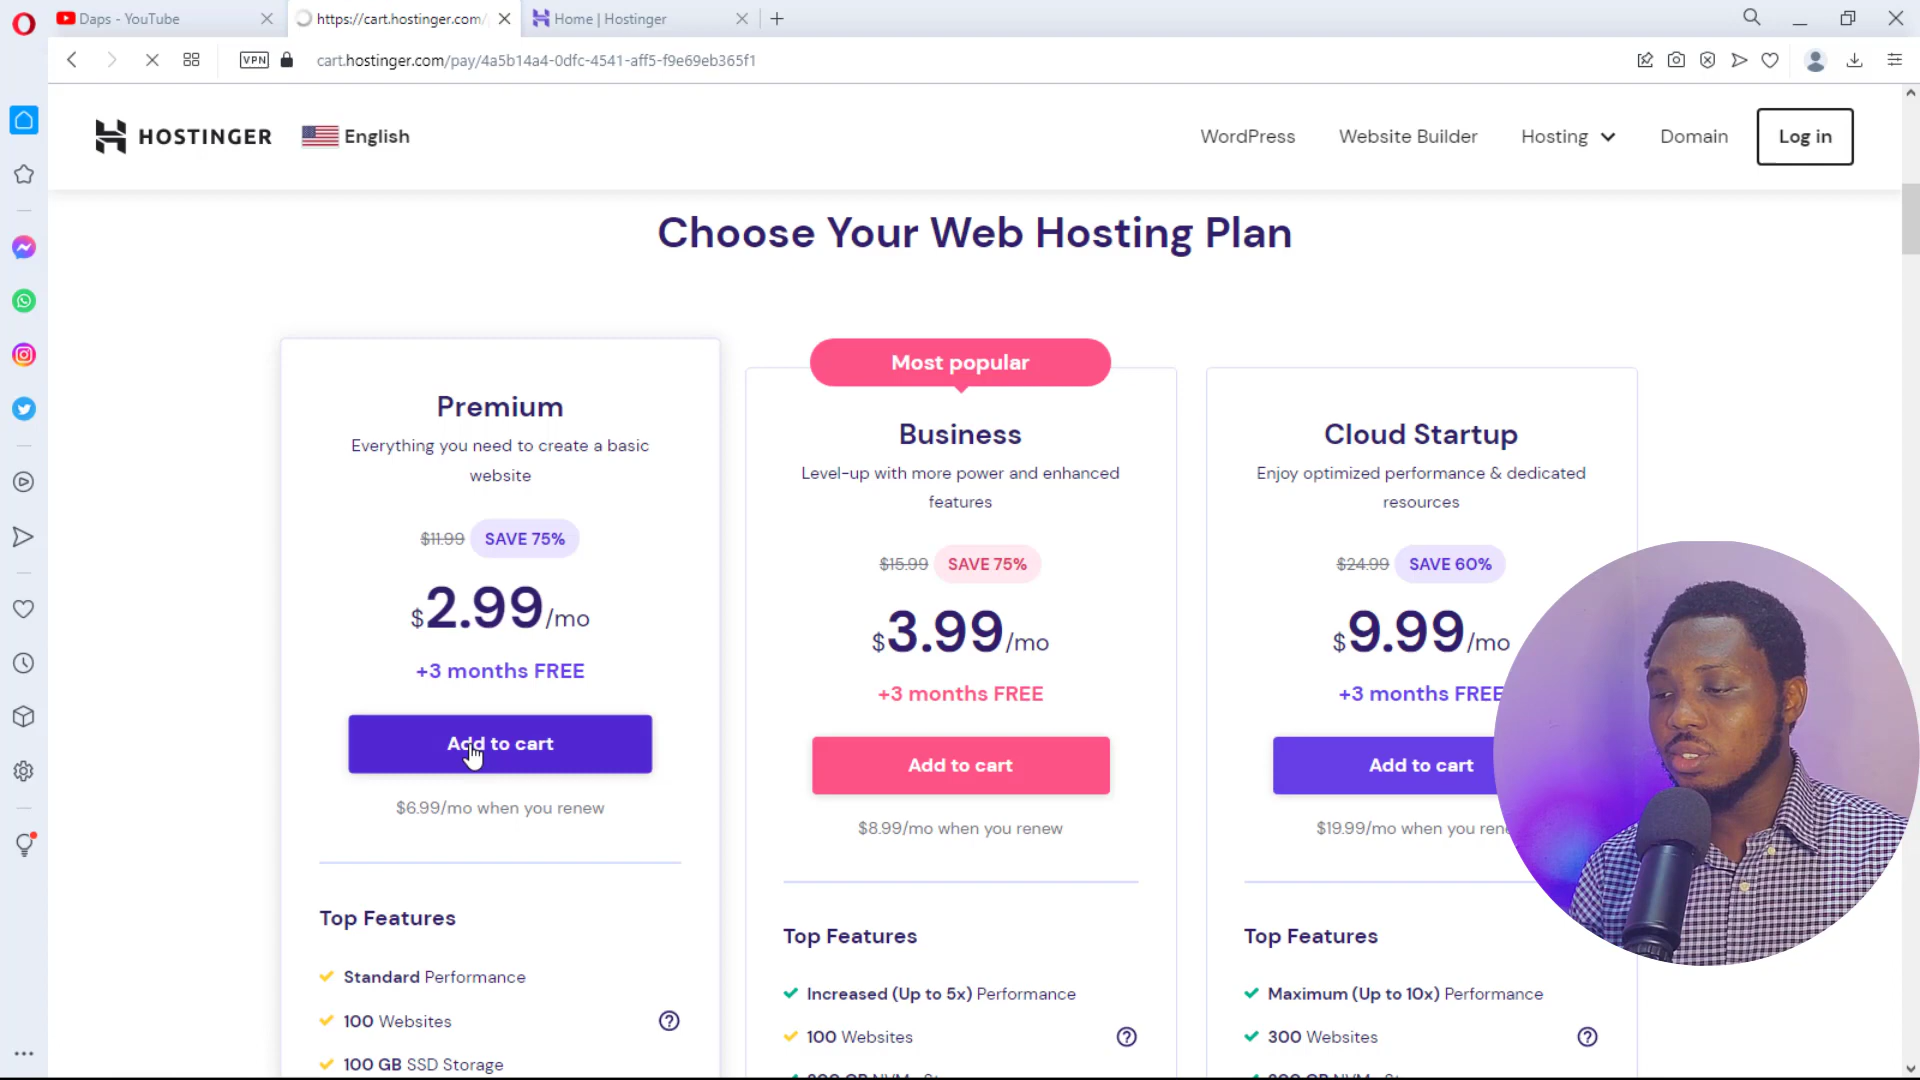 Daps - YouTube
https://cart.hostinger.com/
Home | Hostinger
VPN
cart.hostinger.com/pay/4a5b14a4-0dfc-4541-aff5-f9e69eb365f1
HOSTINGER
English
WordPress
Website Builder
Hosting
Domain
Log in
Choose Your Web Hosting Plan
Premium
Everything you need to create a basic
website
$11.99 SAVE 75%
$2.99/mo
+3 months FREE
Add to cart
$6.99/mo when you renew
Top Features
Standard Performance
100 Websites
100 GB SSD Storage
Most popular
Business
Level-up with more power and enhanced
features
$15.99 SAVE 75%
$3.99/mo
+3 months FREE
Add to cart
$8.99/mo when you renew
Top Features
Increased (Up to 5x) Performance
100 Websites
Cloud Startup
Enjoy optimized performance & dedicated
resources
$24.99 SAVE 60%
$9.99/mo
+3 months FREE
Add to cart
$19.99/mo when you
Top Features
Maximum (Up to 10x) Performance
300 Websites